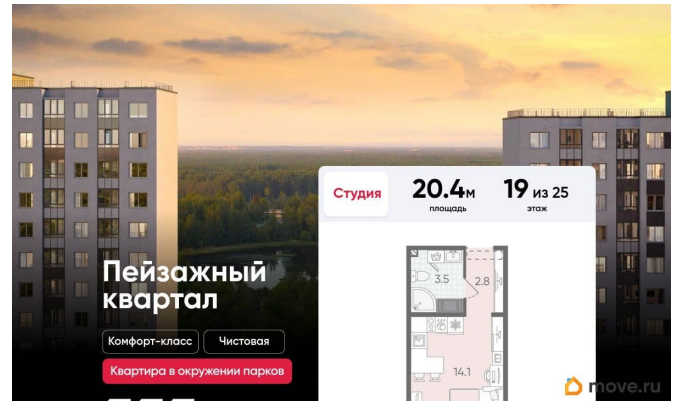 Студия
20.4м
площадь
19 из 25
этаж
Пейзажный
квартал
Комфорт-класс
Чистовая
Квартира в окружении парков
3.5
2.8
14.1
move.ru